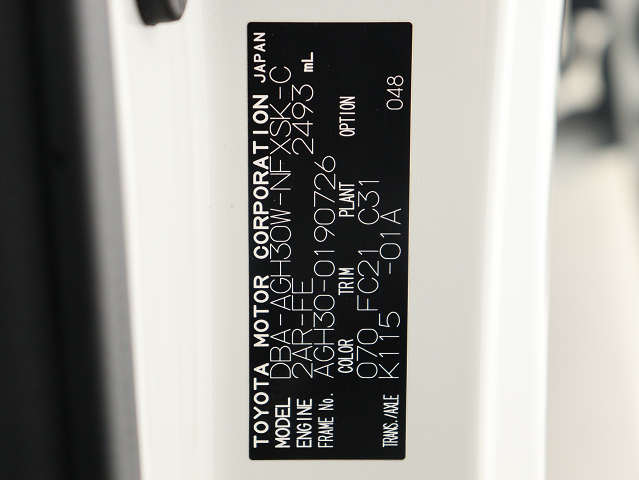 TOYOTA MOTOR CORPORATION JAPAN
MODEL DBA-AGH30W-NFXSK-C
ENGINE 2AR-FE 2493 mL
FRAME No. AGH30-0190726
COLOR TRIM PLANT OPTION
070 FC21 C31 048
TRANS./AXLE K115 -01A